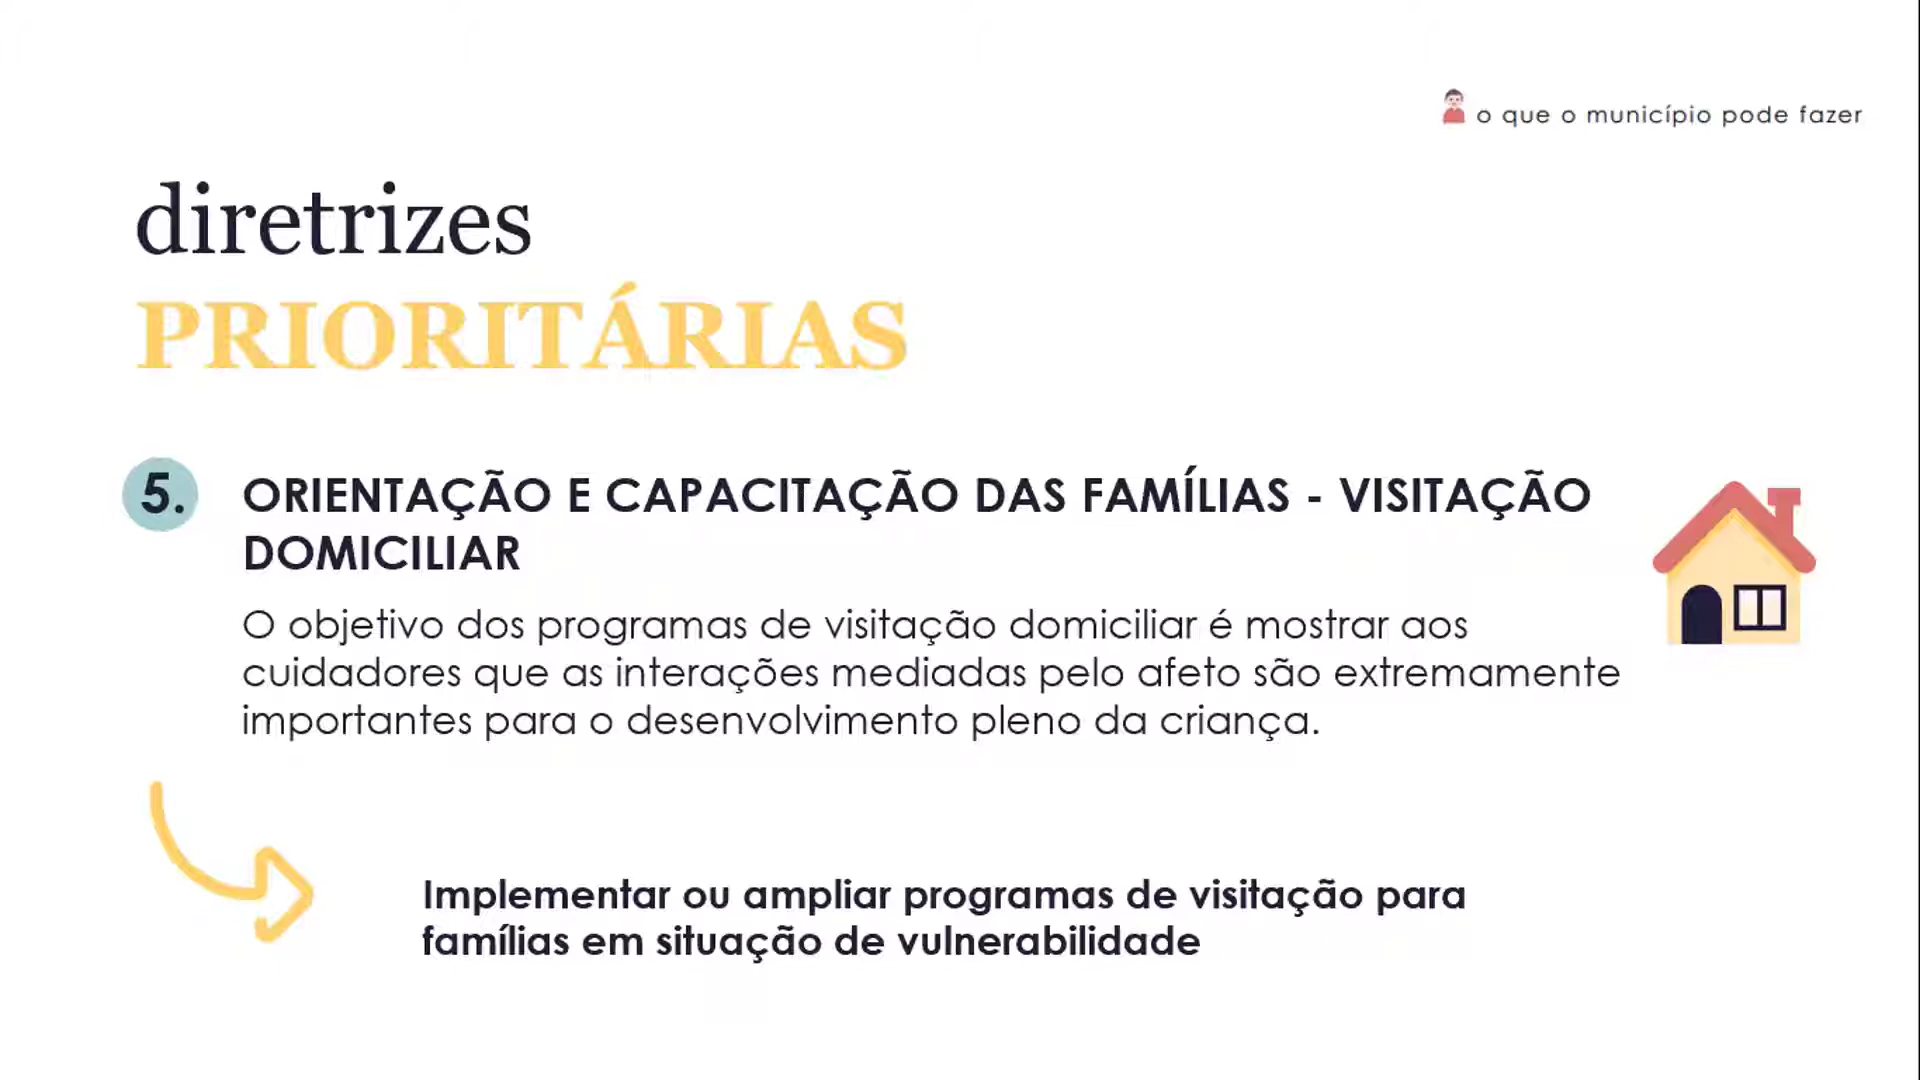 o que o município pode fazer
diretrizes
PRIORITÁRIAS
5. ORIENTAÇÃO E CAPACITAÇÃO DAS FAMÍLIAS - VISITAÇÃO
DOMICILIAR
O objetivo dos programas de visitação domiciliar é mostrar aos
cuidadores que as interações mediadas pelo afeto são extremamente
importantes para o desenvolvimento pleno da criança.
Implementar ou ampliar programas de visitação para
famílias em situação de vulnerabilidade